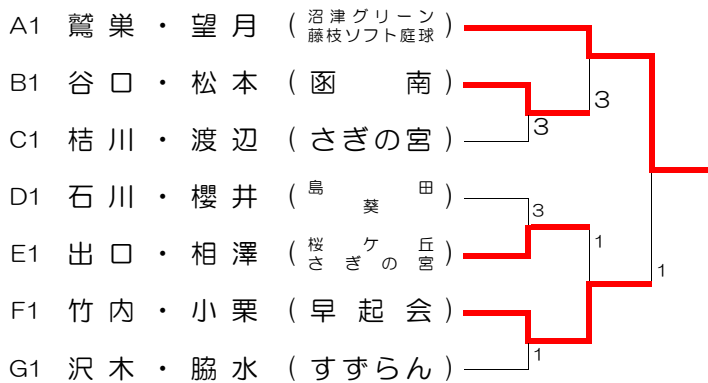 A1 鷲巣・望月 (沼津グリーン 藤枝ソフト庭球)
B1 谷口・松本 (函南)
3
C1 桔川・渡辺 (さぎの宮)
3
D1 石川・櫻井 (島田 葵)
3
E1 出口・相澤 (桜ケ丘 さぎの宮)
1
1
F1 竹内・小栗 (早起会)
1
G1 沢木・脇水 (すずらん)